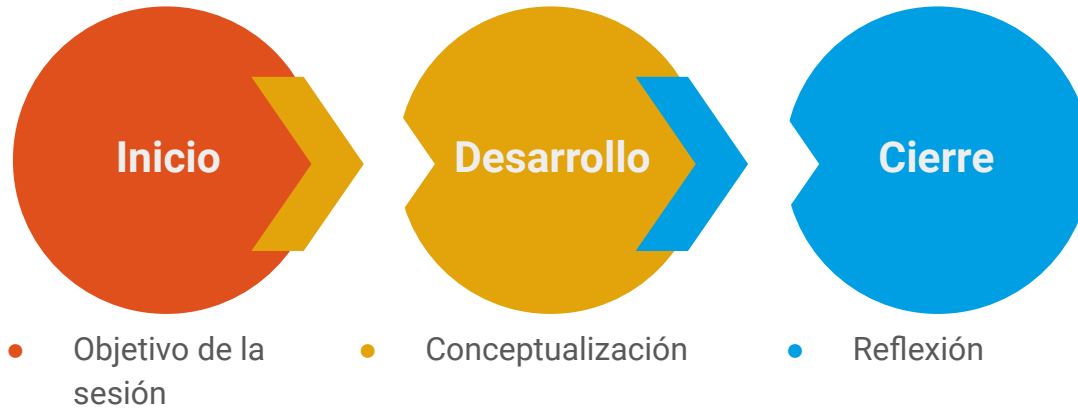 Inicio
Desarrollo
Cierre
Objetivo de la
sesión
Conceptualización
Reflexión